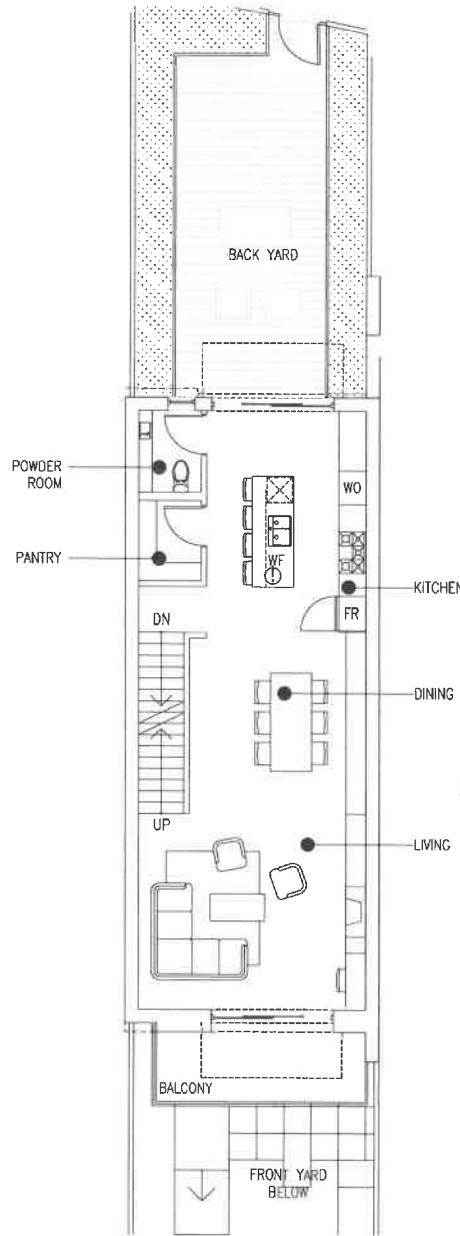 BACK YARD
POWDER
ROOM
WO
PANTRY
WF
KITCHEN
FR
DN
DINING
UP
LIVING
BALCONY
FRONT YARD
BELOW